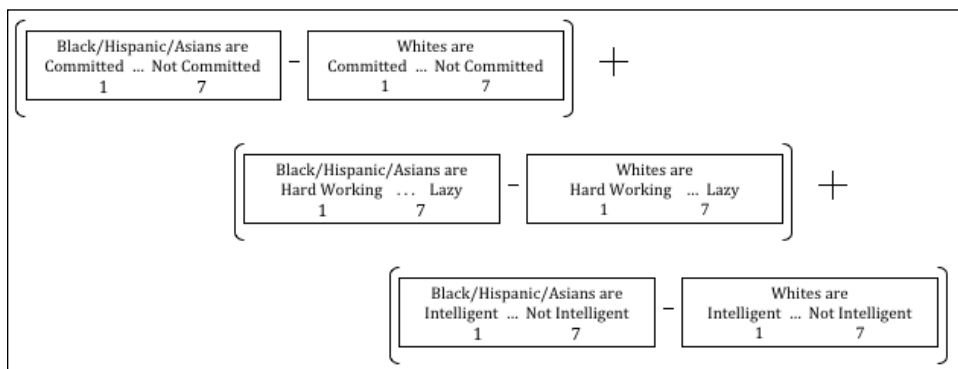 Black/Hispanic/Asians are
Committed ... Not Committed
1 7
-
Whites are
Committed ... Not Committed
1 7
+
Black/Hispanic/Asians are
Hard Working . . . Lazy
1 7
-
Whites are
Hard Working ... Lazy
1 7
+
Black/Hispanic/Asians are
Intelligent ... Not Intelligent
1 7
-
Whites are
Intelligent ... Not Intelligent
1 7